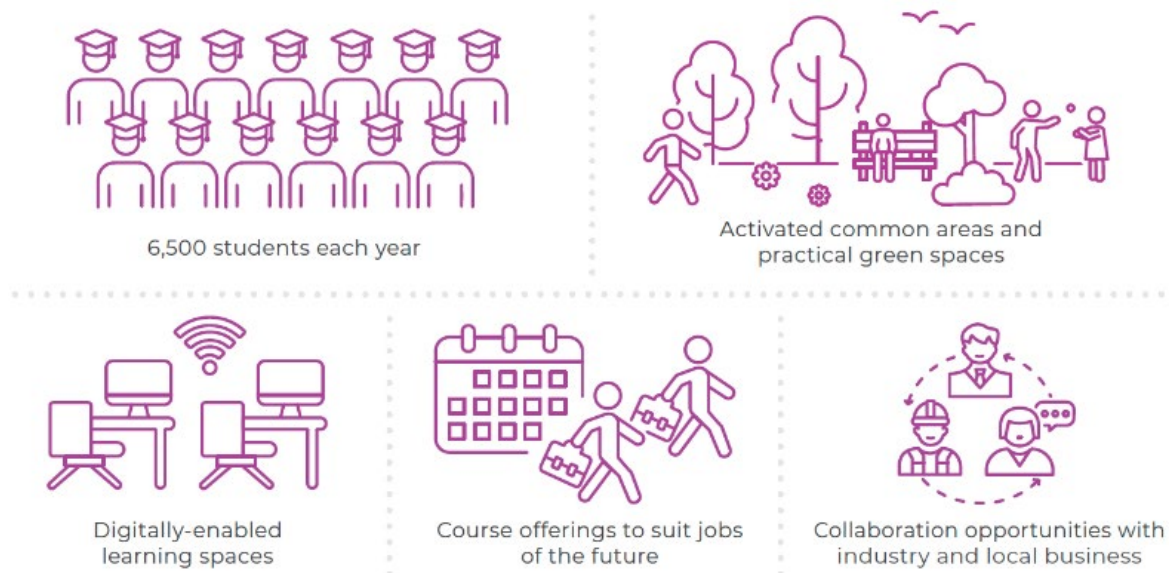 6,500 students each year
Activated common areas and
practical green spaces
Digitally-enabled
learning spaces
Course offerings to suit jobs
of the future
Collaboration opportunities with
industry and local business